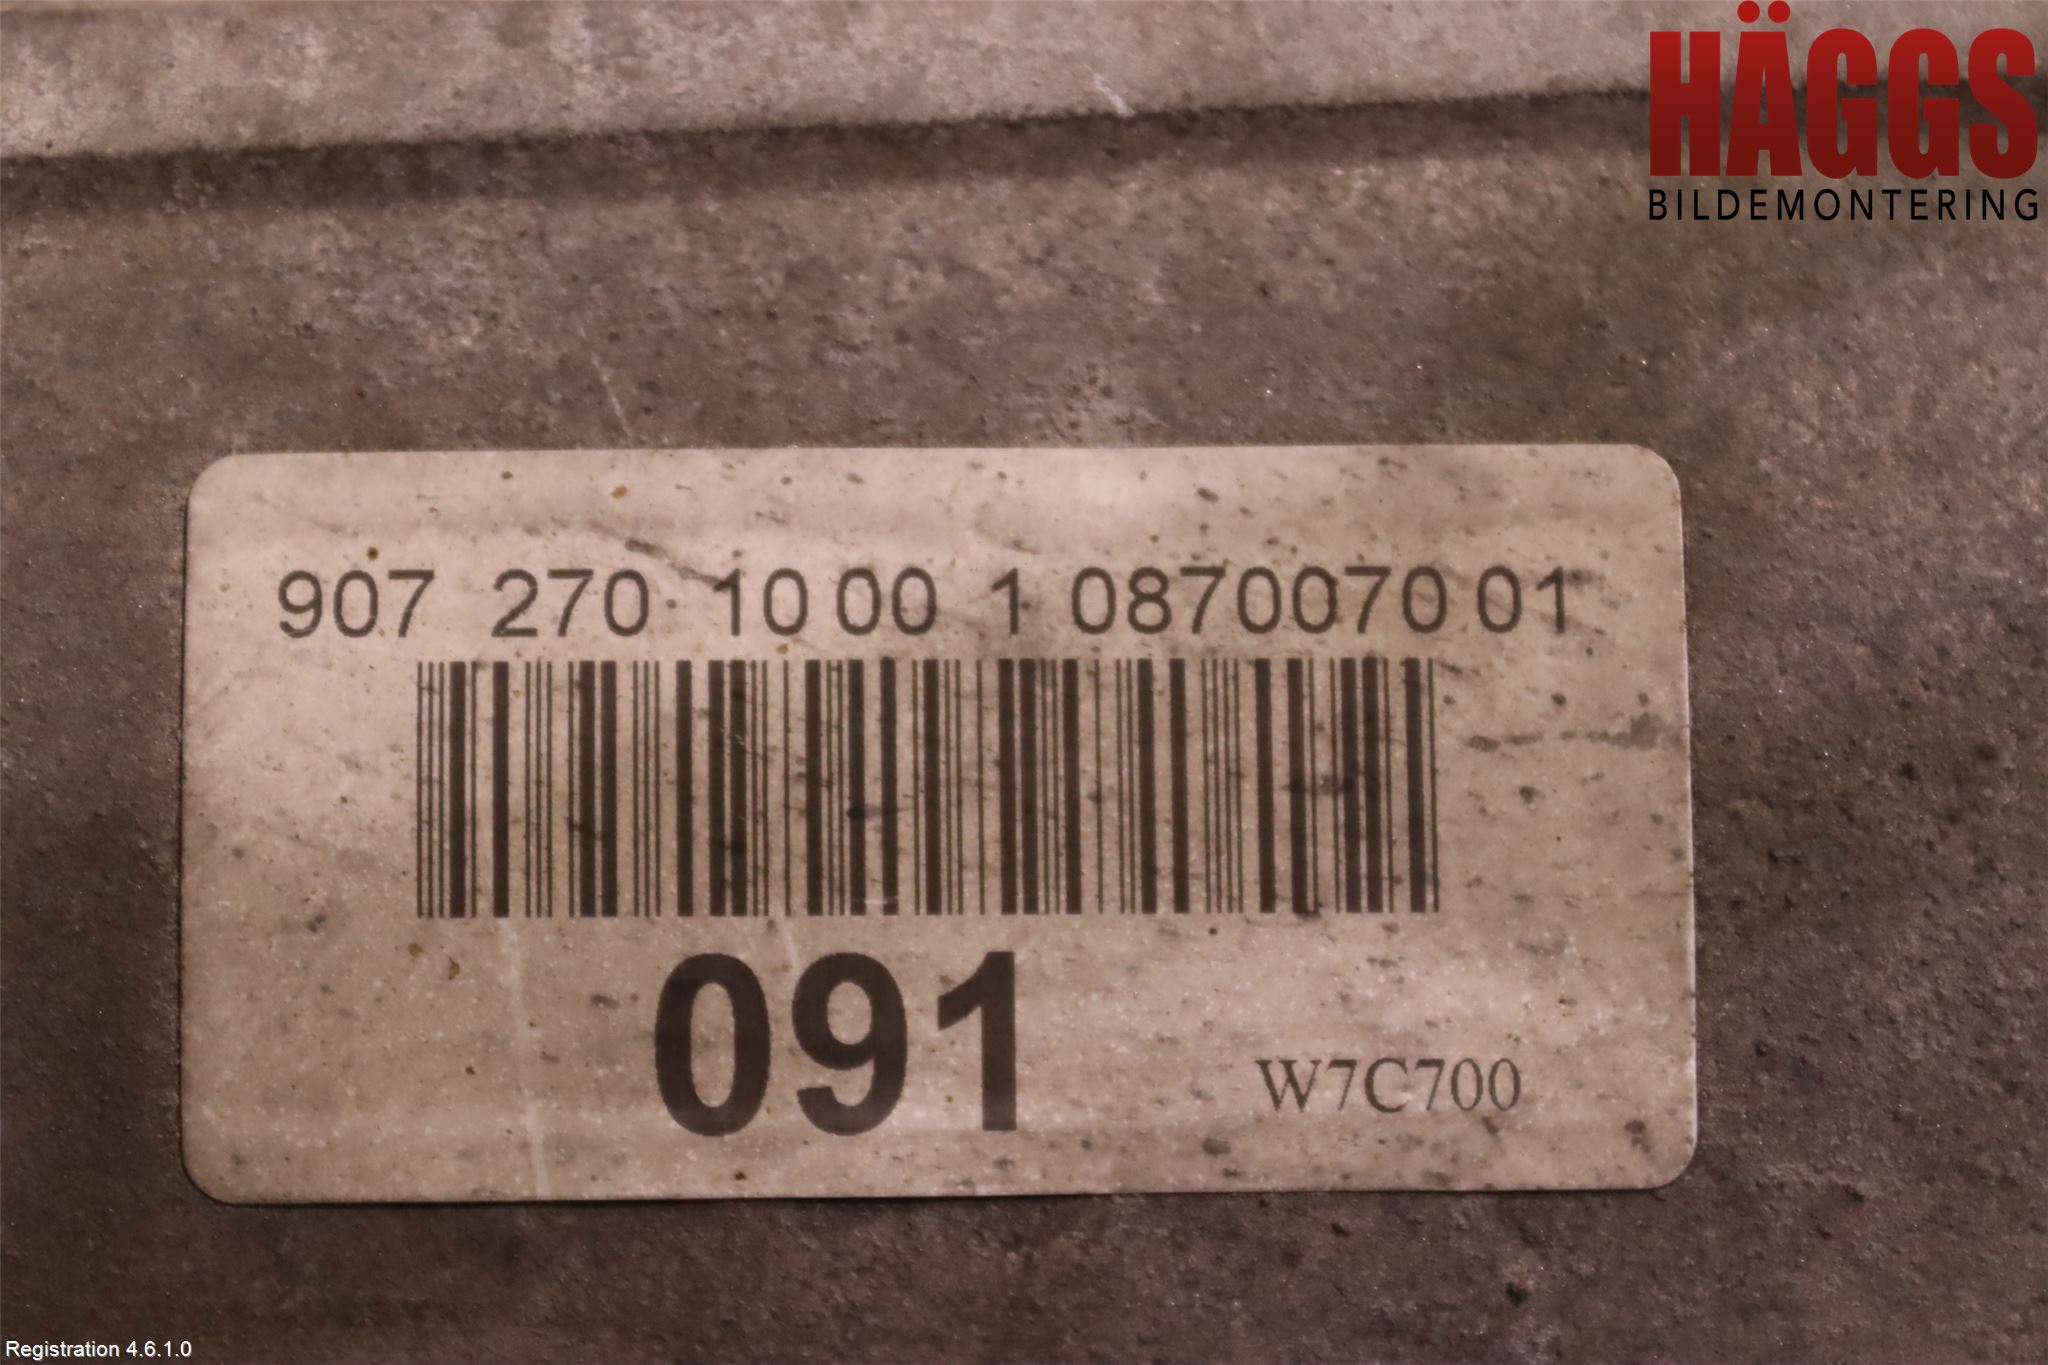 HÄGGS
BILDEMONTERING
907 270 10 00 1 0870070 01
091
W7C700
Registration 4.6.1.0